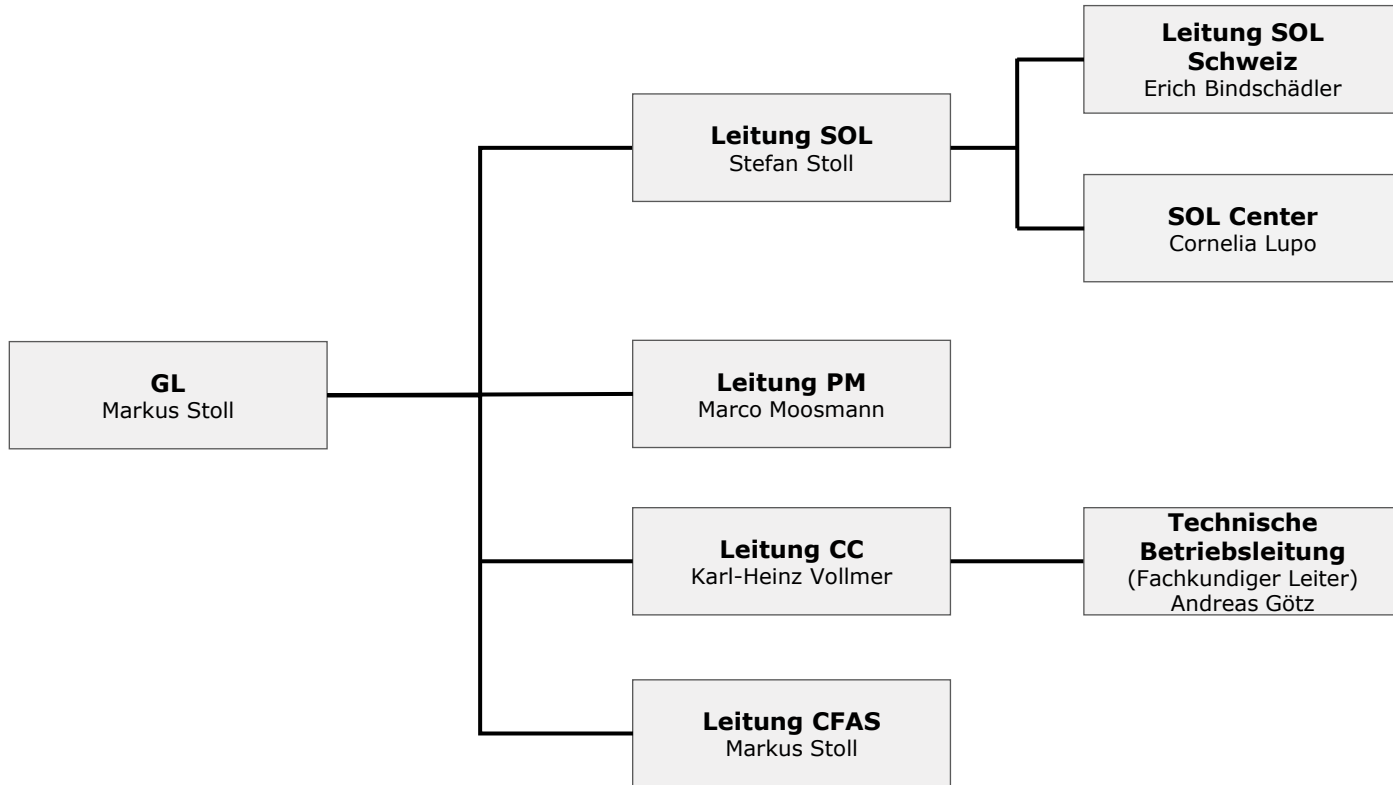 Leitung SOL
Schweiz
Erich Bindschädler
Leitung SOL
Stefan Stoll
SOL Center
Cornelia Lupo
GL
Markus Stoll
Leitung PM
Marco Moosmann
Leitung CC
Karl-Heinz Vollmer
Technische
Betriebsleitung
(Fachkundiger Leiter)
Andreas Götz
Leitung CFAS
Markus Stoll